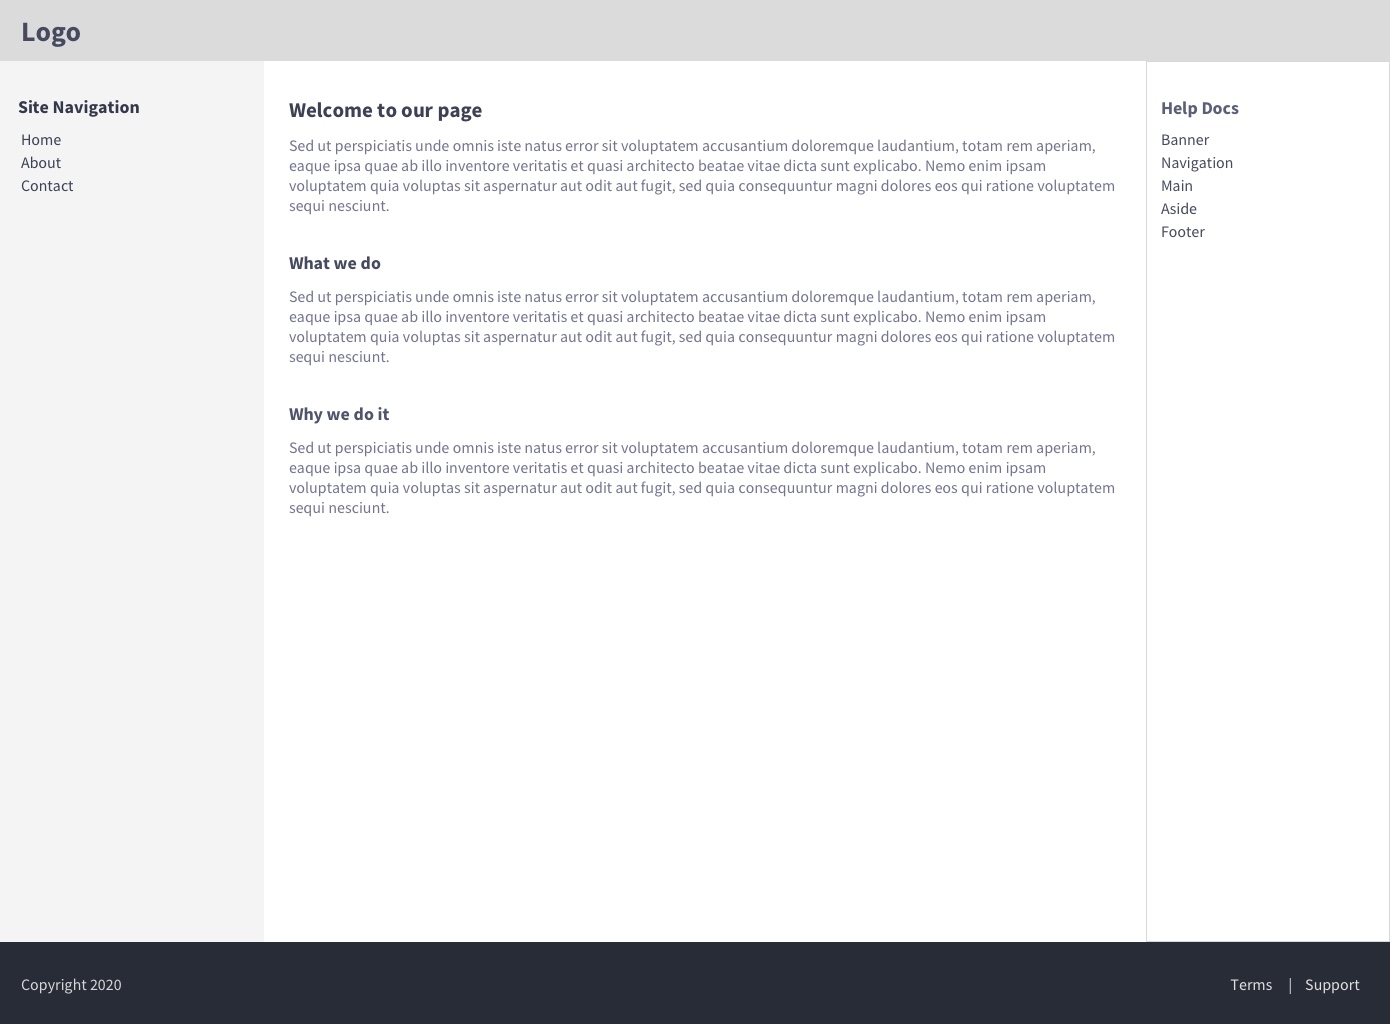 Logo
Site Navigation
Home
About
Contact
Welcome to our page
Sed ut perspiciatis unde omnis iste natus error sit voluptatem accusantium doloremque laudantium, totam rem aperiam,
eaque ipsa quae ab illo inventore veritatis et quasi architecto beatae vitae dicta sunt explicabo. Nemo enim ipsam
voluptatem quia voluptas sit aspernatur aut odit aut fugit, sed quia consequuntur magni dolores eos qui ratione voluptatem
sequi nesciunt.
What we do
Sed ut perspiciatis unde omnis iste natus error sit voluptatem accusantium doloremque laudantium, totam rem aperiam,
eaque ipsa quae ab illo inventore veritatis et quasi architecto beatae vitae dicta sunt explicabo. Nemo enim ipsam
voluptatem quia voluptas sit aspernatur aut odit aut fugit, sed quia consequuntur magni dolores eos qui ratione voluptatem
sequi nesciunt.
Why we do it
Sed ut perspiciatis unde omnis iste natus error sit voluptatem accusantium doloremque laudantium, totam rem aperiam,
eaque ipsa quae ab illo inventore veritatis et quasi architecto beatae vitae dicta sunt explicabo. Nemo enim ipsam
voluptatem quia voluptas sit aspernatur aut odit aut fugit, sed quia consequuntur magni dolores eos qui ratione voluptatem
sequi nesciunt.
Help Docs
Banner
Navigation
Main
Aside
Footer
Copyright 2020
Terms | Support